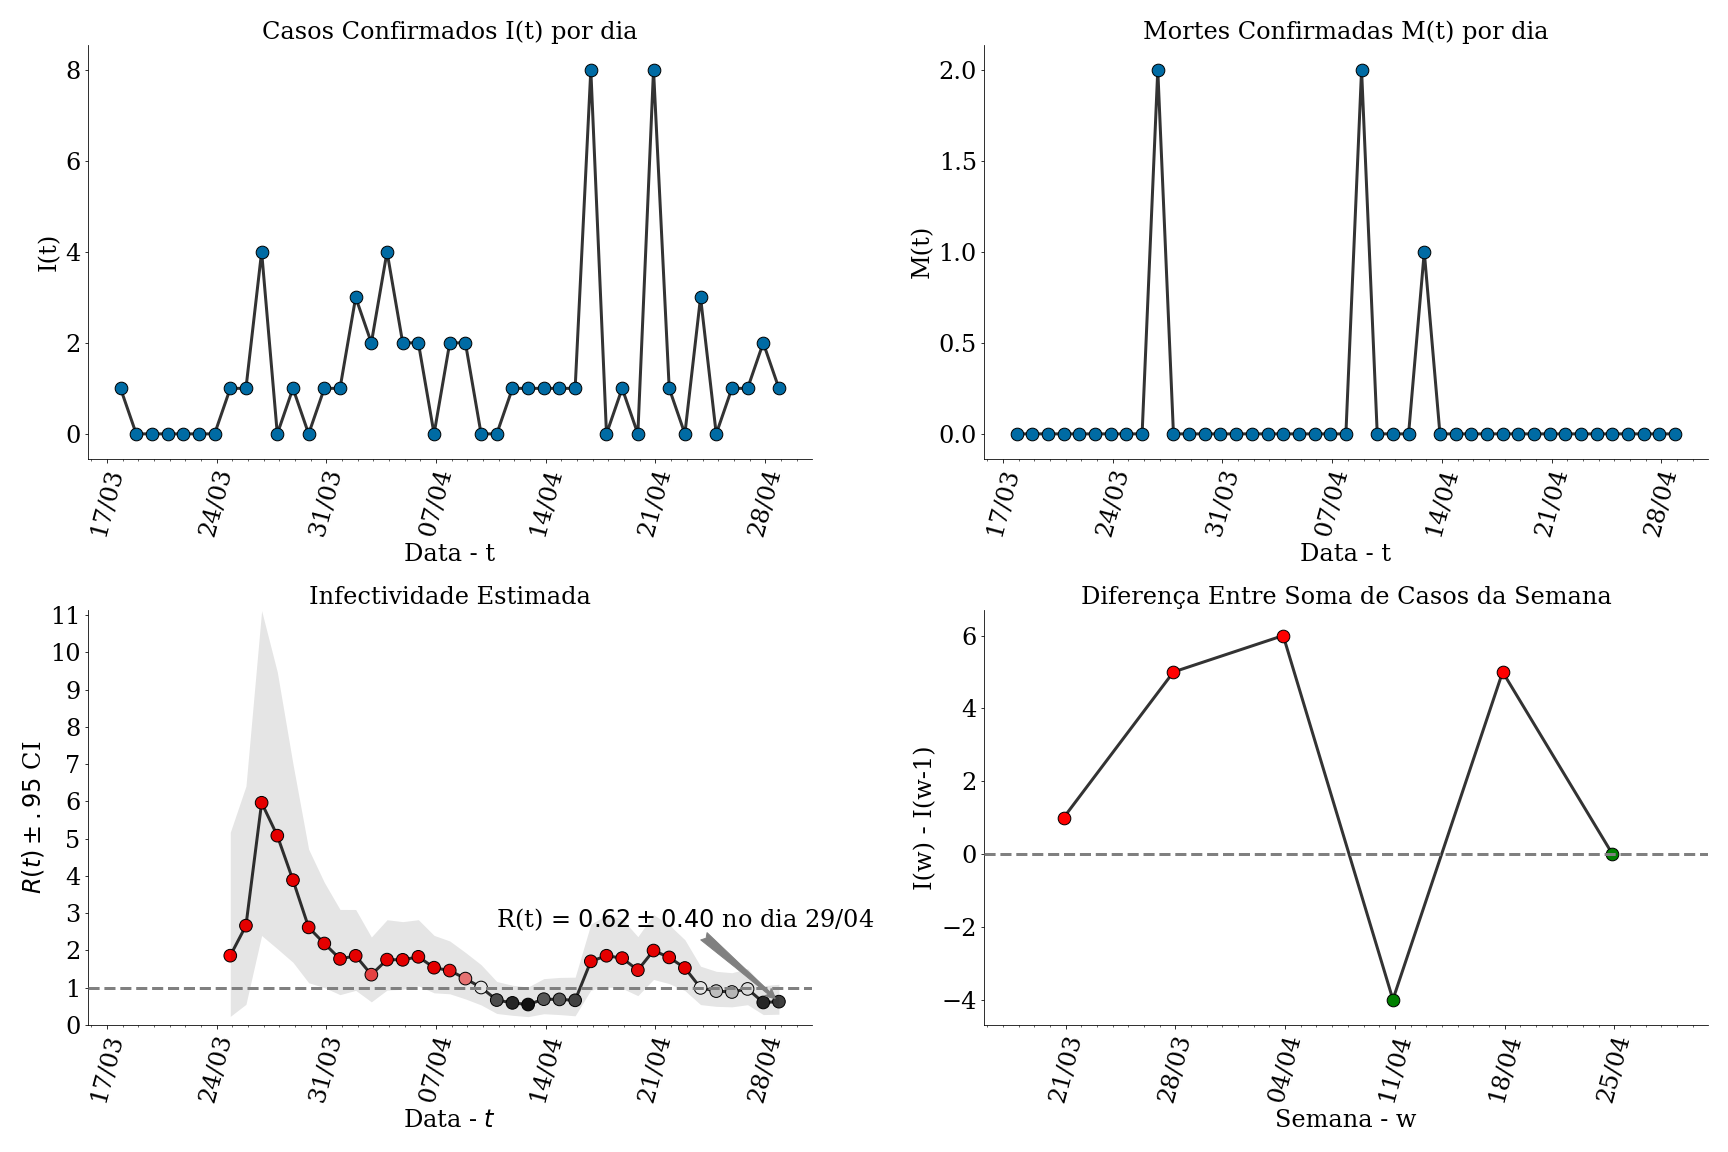 Casos Confirmados I(t) por dia
I(t)
8
6
4
2
0
17/03 24/03 31/03 07/04 14/04 21/04 28/04
Data - t
Mortes Confirmadas M(t) por dia
M(t)
2.0
1.5
1.0
0.5
0.0
17/03 24/03 31/03 07/04 14/04 21/04 28/04
Data - t
Infectividade Estimada
R(t) ± .95 CI
11
10
9
8
7
6
5
4
3
2
1
0
R(t) = 0.62 ± 0.40 no dia 29/04
17/03 24/03 31/03 07/04 14/04 21/04 28/04
Data - t
Diferença Entre Soma de Casos da Semana
I(w) - I(w-1)
6
4
2
0
−2
−4
21/03 28/03 04/04 11/04 18/04 25/04
Semana - w